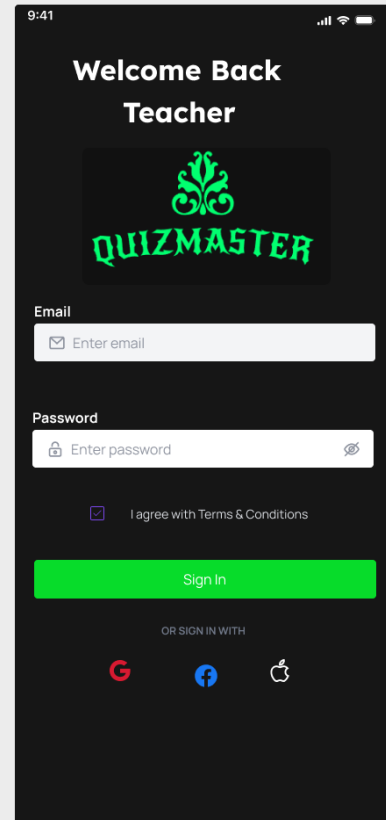 9:41
Welcome Back
Teacher
QUIZMASTER
Email
Enter email
Password
Enter password
I agree with Terms & Conditions
Sign In
OR SIGN IN WITH